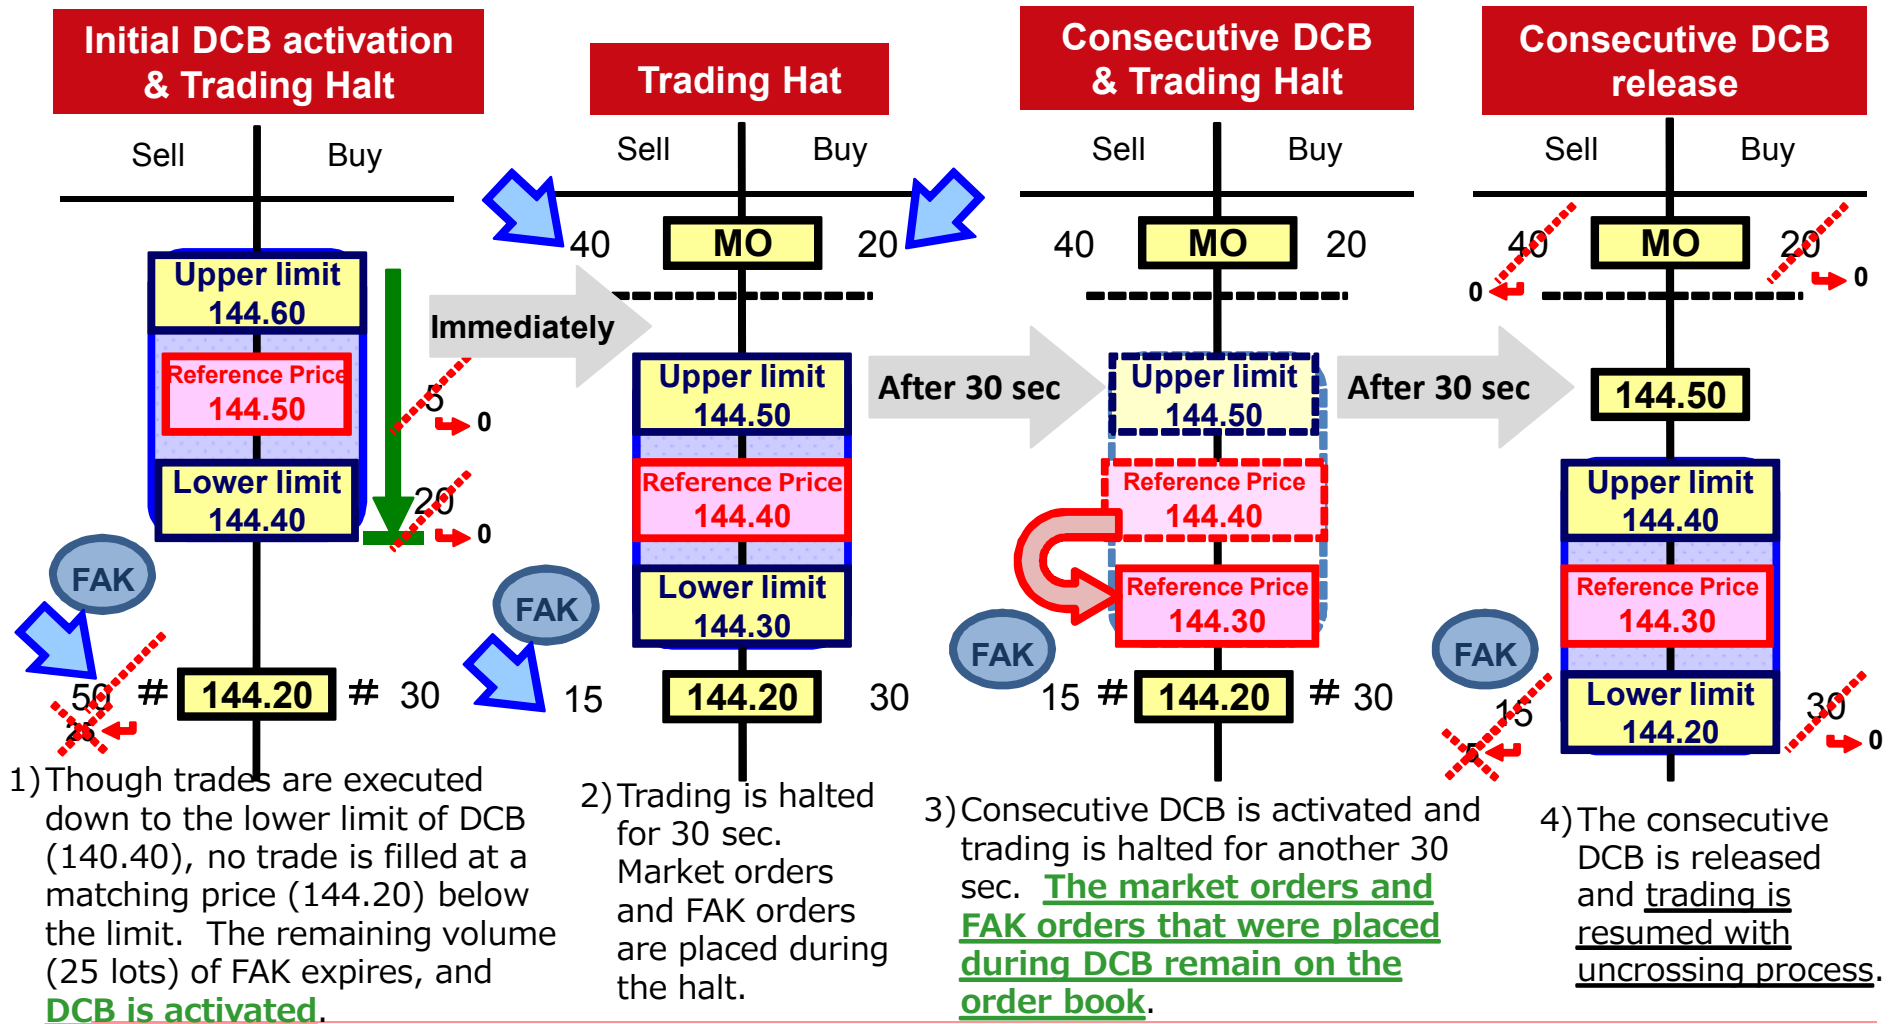 Initial DCB activation
& Trading Halt
Sell
Buy
Upper limit
144.60
Reference Price
144.50
5
0
Lower limit
144.40
20
0
FAK
50
#
144.20
#
30
25
1) Though trades are executed
down to the lower limit of DCB
(140.40), no trade is filled at a
matching price (144.20) below
the limit. The remaining volume
(25 lots) of FAK expires, and
DCB is activated.
Immediately
Trading Hat
Sell
Buy
40
MO
20
Upper limit
144.50
Reference Price
144.40
Lower limit
144.30
FAK
15
144.20
30
2) Trading is halted
for 30 sec.
Market orders
and FAK orders
are placed during
the halt.
After 30 sec
Consecutive DCB
& Trading Halt
Sell
Buy
40
MO
20
Upper limit
144.50
Reference Price
144.40
Reference Price
144.30
FAK
15
#
144.20
#
30
3) Consecutive DCB is activated and
trading is halted for another 30
sec. The market orders and
FAK orders that were placed
during DCB remain on the
order book.
After 30 sec
Consecutive DCB
release
Sell
Buy
40
MO
20
0
0
144.50
Upper limit
144.40
Reference Price
144.30
FAK
15
Lower limit
144.20
30
5
0
4) The consecutive
DCB is released
and trading is
resumed with
uncrossing process.